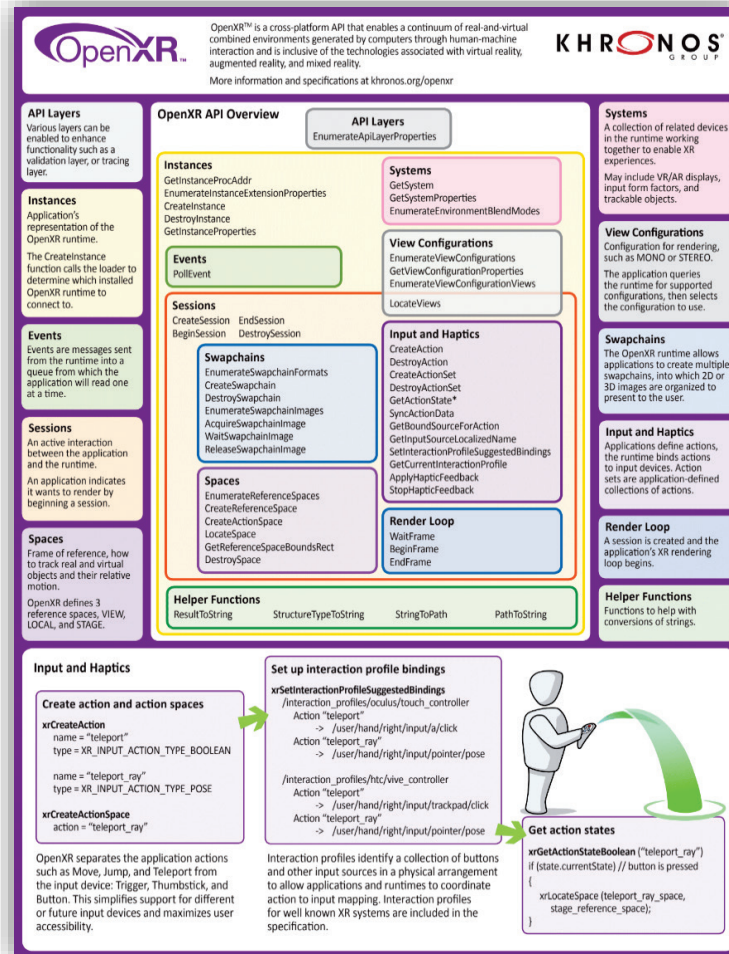 OpenXR™
OpenXR™ is a cross-platform API that enables a continuum of real-and-virtual
combined environments generated by computers through human-machine
interaction and is inclusive of the technologies associated with virtual reality,
augmented reality, and mixed reality.
More information and specifications at khronos.org/openxr
KHRONOS®
GROUP
API Layers
Various layers can be
enabled to enhance
functionality such as a
validation layer, or tracing
layer.
Instances
Application's
representation of the
OpenXR runtime.
The CreateInstance
function calls the loader to
determine which installed
OpenXR runtime to
connect to.
Events
Events are messages sent
from the runtime into a
queue from which the
application will read one
at a time.
Sessions
An active interaction
between the application
and the runtime.
An application indicates
it wants to render by
beginning a session.
Spaces
Frame of reference, how
to track real and virtual
objects and their relative
motion.
OpenXR defines 3
reference spaces, VIEW,
LOCAL, and STAGE.
OpenXR API Overview
API Layers
EnumerateApiLayerProperties
Instances
GetInstanceProcAddr
EnumerateInstanceExtensionProperties
CreateInstance
DestroyInstance
GetInstanceProperties
Events
PollEvent
Systems
GetSystem
GetSystemProperties
EnumerateEnvironmentBlendModes
View Configurations
EnumerateViewConfigurations
GetViewConfigurationProperties
EnumerateViewConfigurationViews
LocateViews
Sessions
CreateSession EndSession
BeginSession DestroySession
Swapchains
EnumerateSwapchainFormats
CreateSwapchain
DestroySwapchain
EnumerateSwapchainImages
AcquireSwapchainImage
WaitSwapchainImage
ReleaseSwapchainImage
Spaces
EnumerateReferenceSpaces
CreateReferenceSpace
CreateActionSpace
LocateSpace
GetReferenceSpaceBoundsRect
DestroySpace
Input and Haptics
CreateAction
DestroyAction
CreateActionSet
DestroyActionSet
GetActionState*
SyncActionData
GetBoundSourceForAction
GetInputSourceLocalizedName
SetInteractionProfileSuggestedBindings
GetCurrentInteractionProfile
ApplyHapticFeedback
StopHapticFeedback
Render Loop
WaitFrame
BeginFrame
EndFrame
Helper Functions
ResultToString StructureTypeToString StringToPath PathToString
Systems
A collection of related devices
in the runtime working
together to enable XR
experiences.
May include VR/AR displays,
input form factors, and
trackable objects.
View Configurations
Configuration for rendering,
such as MONO or STEREO.
The application queries
the runtime for supported
configurations, then selects
the configuration to use.
Swapchains
The OpenXR runtime allows
applications to create multiple
swapchains, into which 2D or
3D images are organized to
present to the user.
Input and Haptics
Applications define actions,
the runtime binds actions
to input devices. Action
sets are application-defined
collections of actions.
Render Loop
A session is created and the
application's XR rendering
loop begins.
Helper Functions
Functions to help with
conversions of strings.
Input and Haptics
Create action and action spaces
xrCreateAction
name = "teleport"
type = XR_INPUT_ACTION_TYPE_BOOLEAN
name = "teleport_ray"
type = XR_INPUT_ACTION_TYPE_POSE
xrCreateActionSpace
action = "teleport_ray"
OpenXR separates the application actions
such as Move, Jump, and Teleport from
the input device: Trigger, Thumbstick, and
Button. This simplifies support for different
or future input devices and maximizes user
accessibility.
Set up interaction profile bindings
xrSetInteractionProfileSuggestedBindings
/interaction_profiles/oculus/touch_controller
Action "teleport"
-> /user/hand/right/input/a/click
Action "teleport_ray"
-> /user/hand/right/input/pointer/pose
/interaction_profiles/htc/vive_controller
Action "teleport"
-> /user/hand/right/input/trackpad/click
Action "teleport_ray"
-> /user/hand/right/input/pointer/pose
Interaction profiles identify a collection of buttons
and other input sources in a physical arrangement
to allow applications and runtimes to coordinate
action to input mapping. Interaction profiles
for well known XR systems are included in the
specification.
Get action states
xrGetActionStateBoolean ("teleport_ray")
if (state.currentState) // button is pressed
{
xrLocateSpace (teleport_ray_space,
stage_reference_space);
}